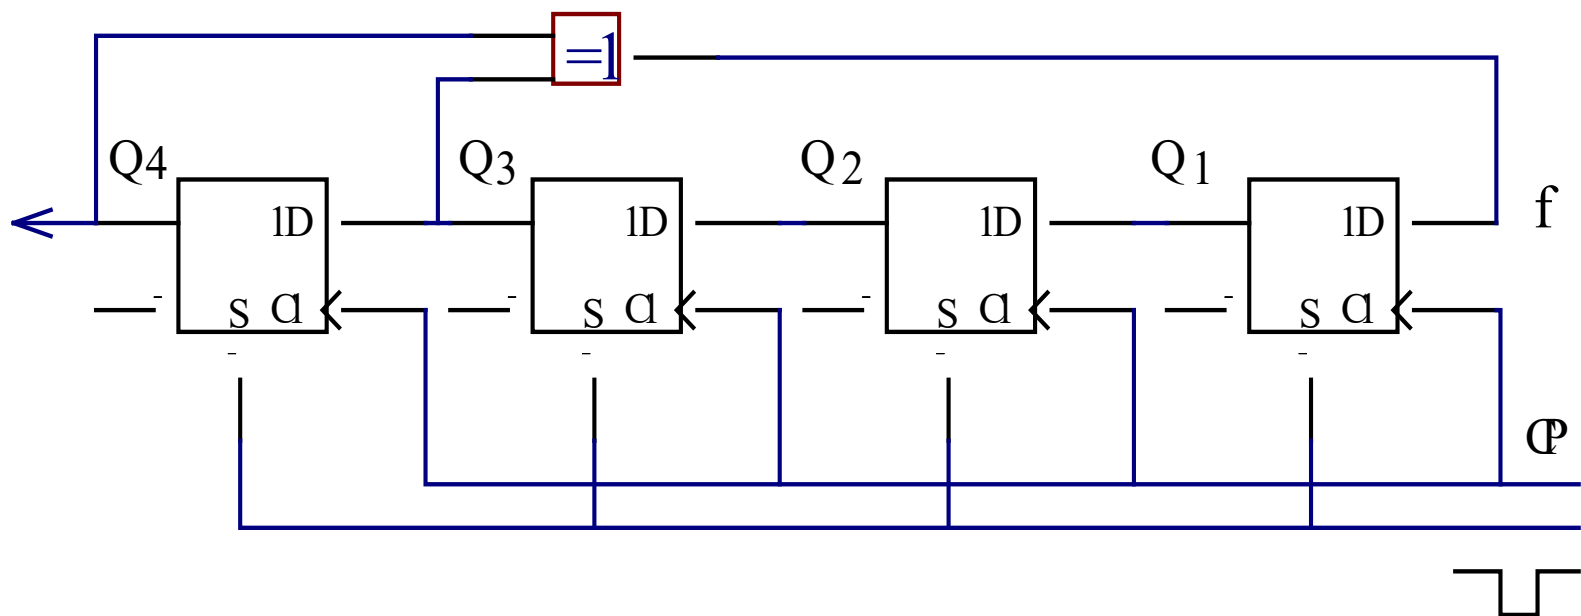 =1
Q4 Q3 Q2 Q1
1D 1D 1D 1D f
S C1 S C1 S C1 S C1
CP